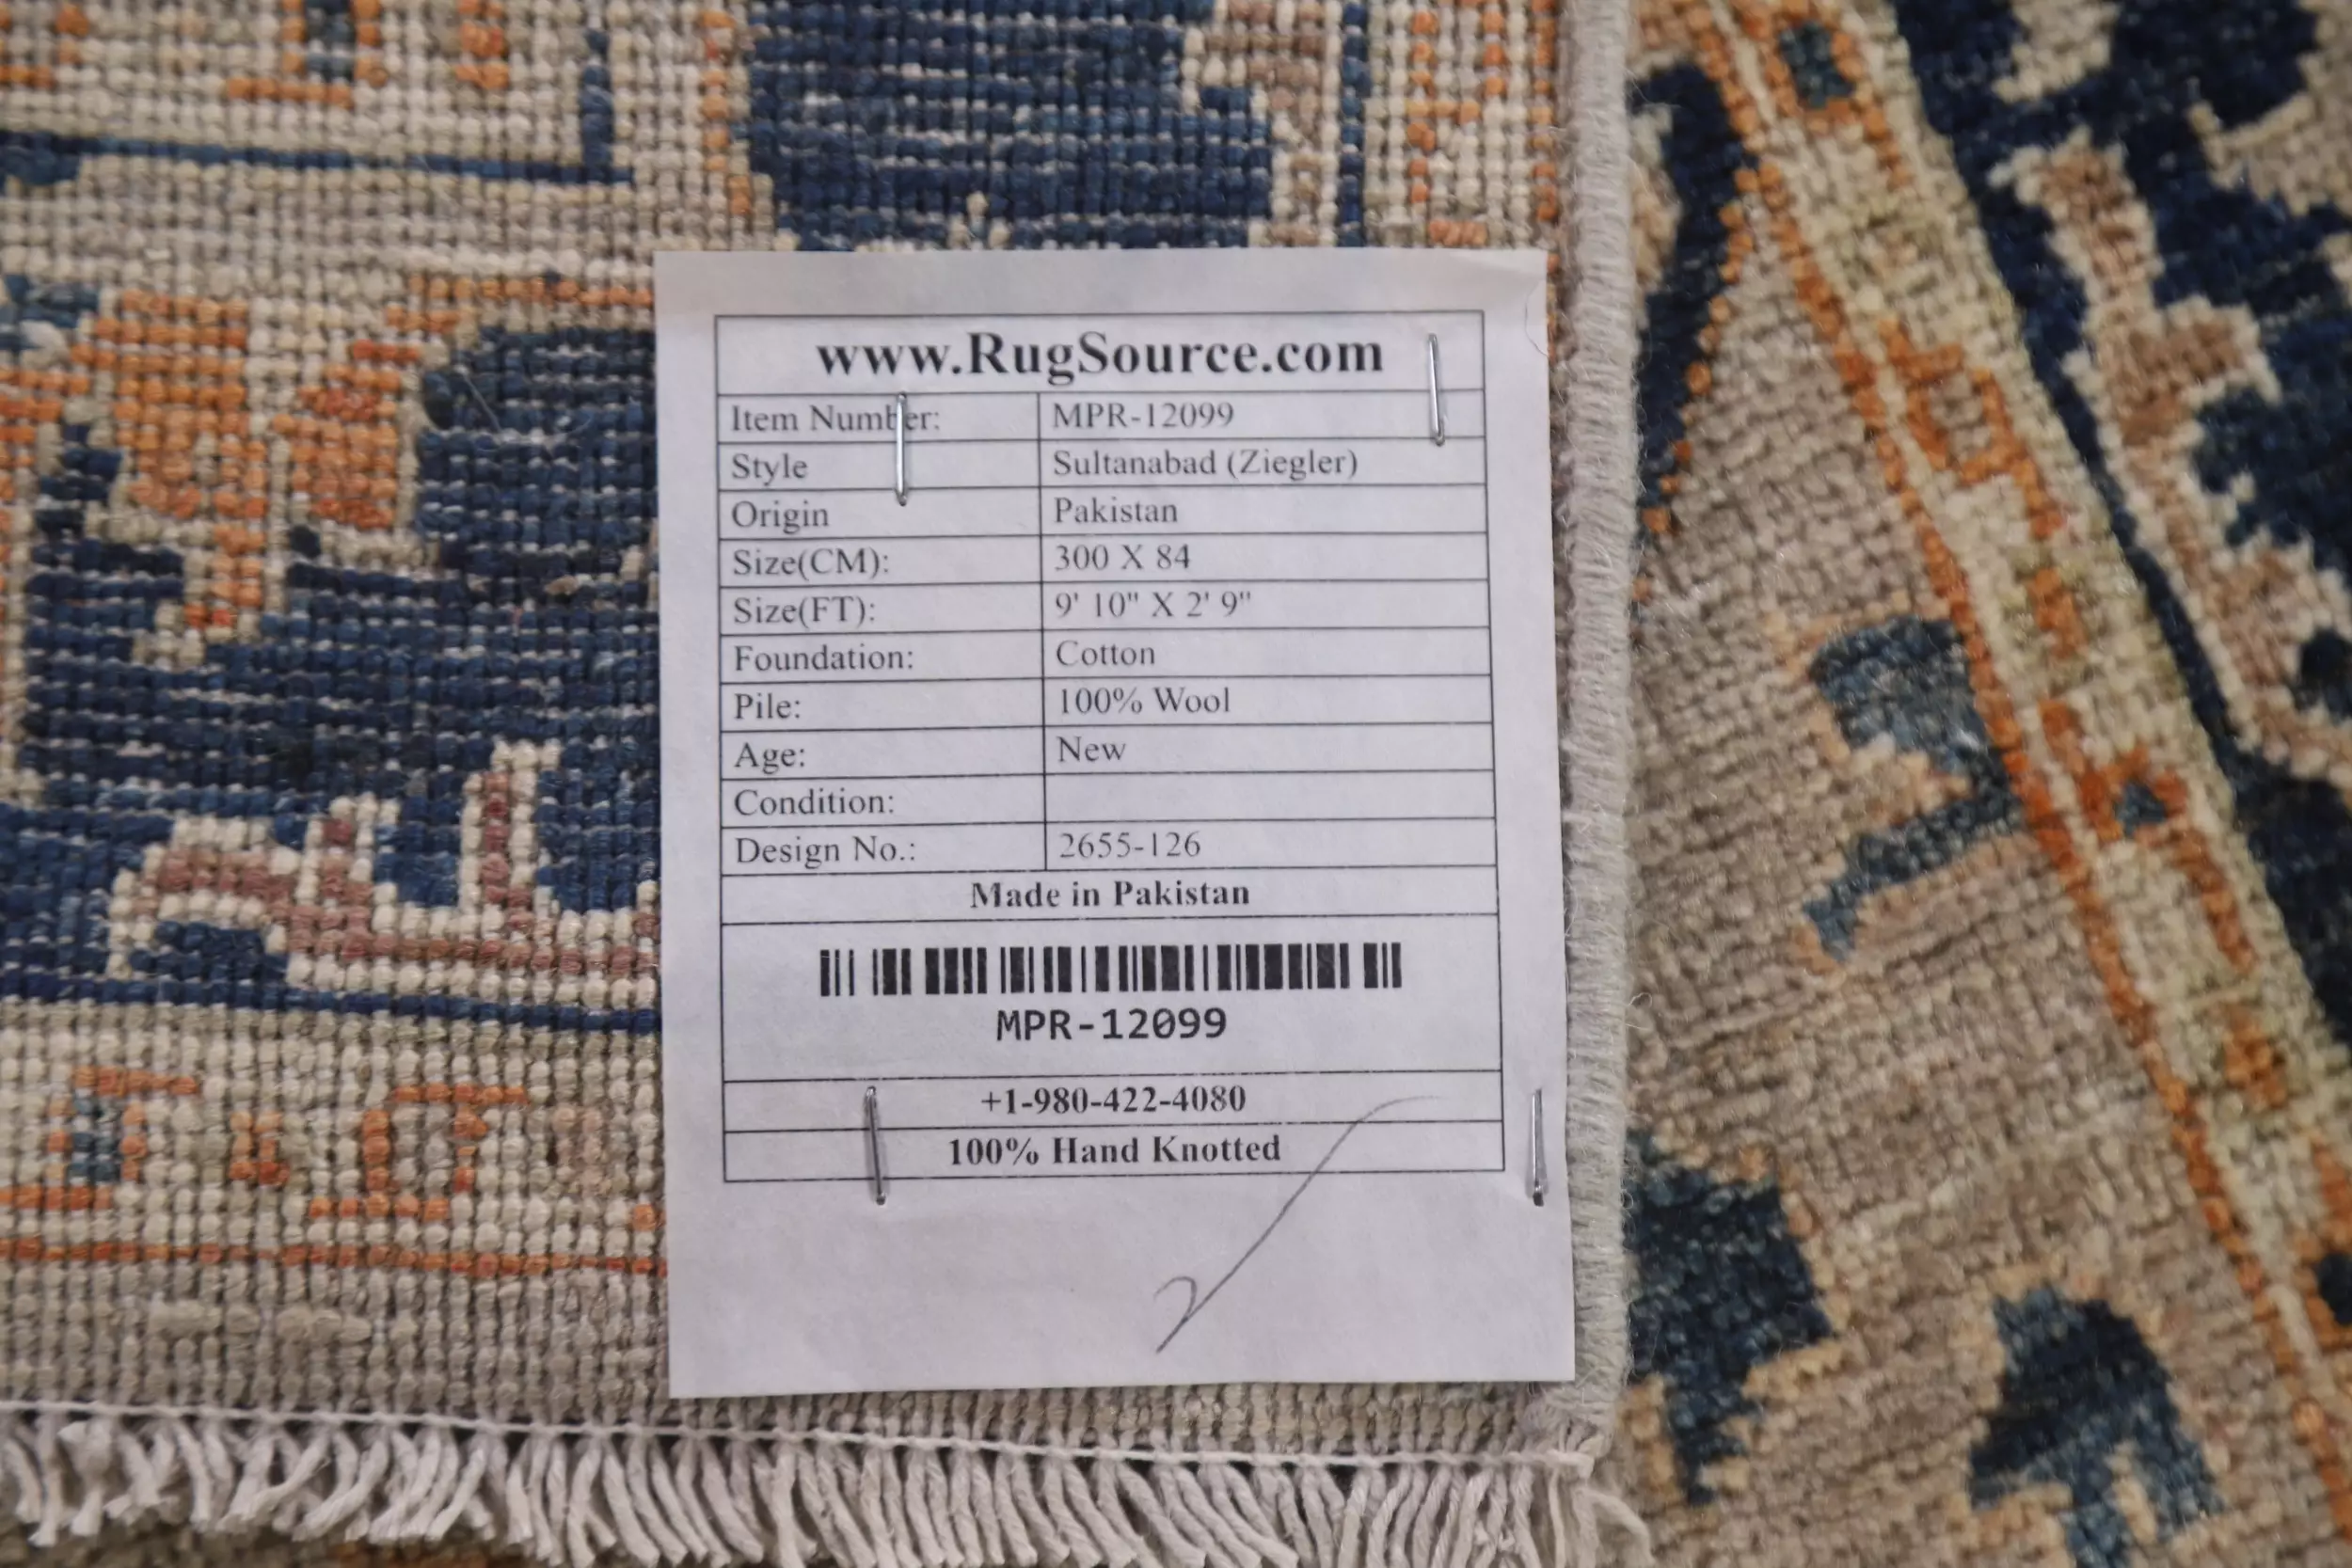 www.RugSource.com
Item Number: MPR-12099
Style Sultanabad (Ziegler)
Origin Pakistan
Size(CM): 300 X 84
Size(FT): 9' 10" X 2' 9"
Foundation: Cotton
Pile: 100% Wool
Age: New
Condition:
Design No.: 2655-126
Made in Pakistan
MPR-12099
+1-980-422-4080
100% Hand Knotted